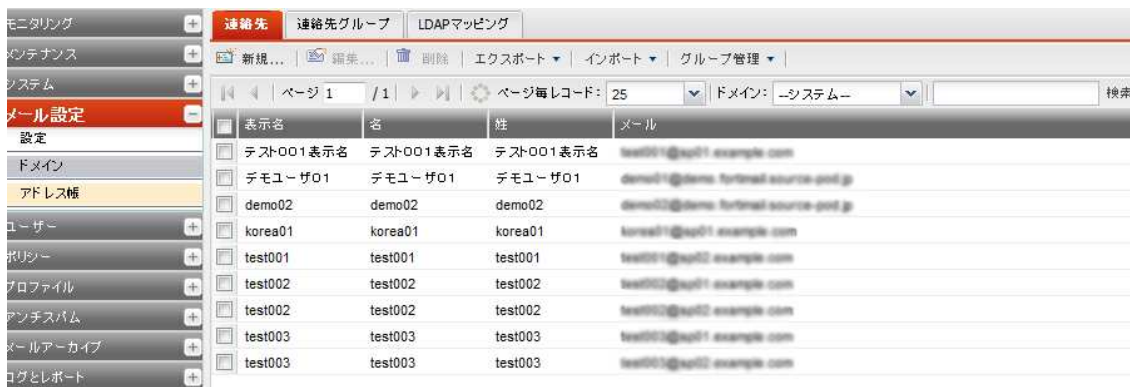 モニタリング
メンテナンス
システム
メール設定
設定
ドメイン
アドレス帳
ユーザー
ポリシー
プロファイル
アンチスパム
メールアーカイブ
ログとレポート
連絡先 連絡先グループ LDAPマッピング
新規... 編集... 削除 エクスポート インポート グループ管理
ページ 1 /1 ページ毎レコード: 25 ドメイン: --システム-- 検索
表示名 名 姓 メール
テスト001表示名 テスト001表示名 テスト001表示名
デモユーザ01 デモユーザ01 デモユーザ01
demo02 demo02 demo02
korea01 korea01 korea01
test001 test001 test001
test002 test002 test002
test002 test002 test002
test003 test003 test003
test003 test003 test003